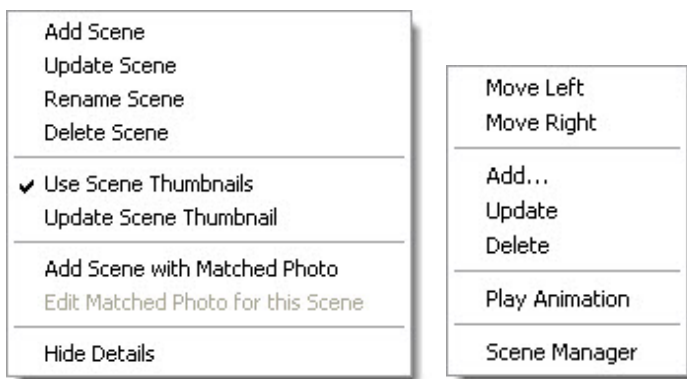 Add Scene
Update Scene
Rename Scene
Delete Scene
Use Scene Thumbnails
Update Scene Thumbnail
Add Scene with Matched Photo
Edit Matched Photo for this Scene
Hide Details
Move Left
Move Right
Add...
Update
Delete
Play Animation
Scene Manager